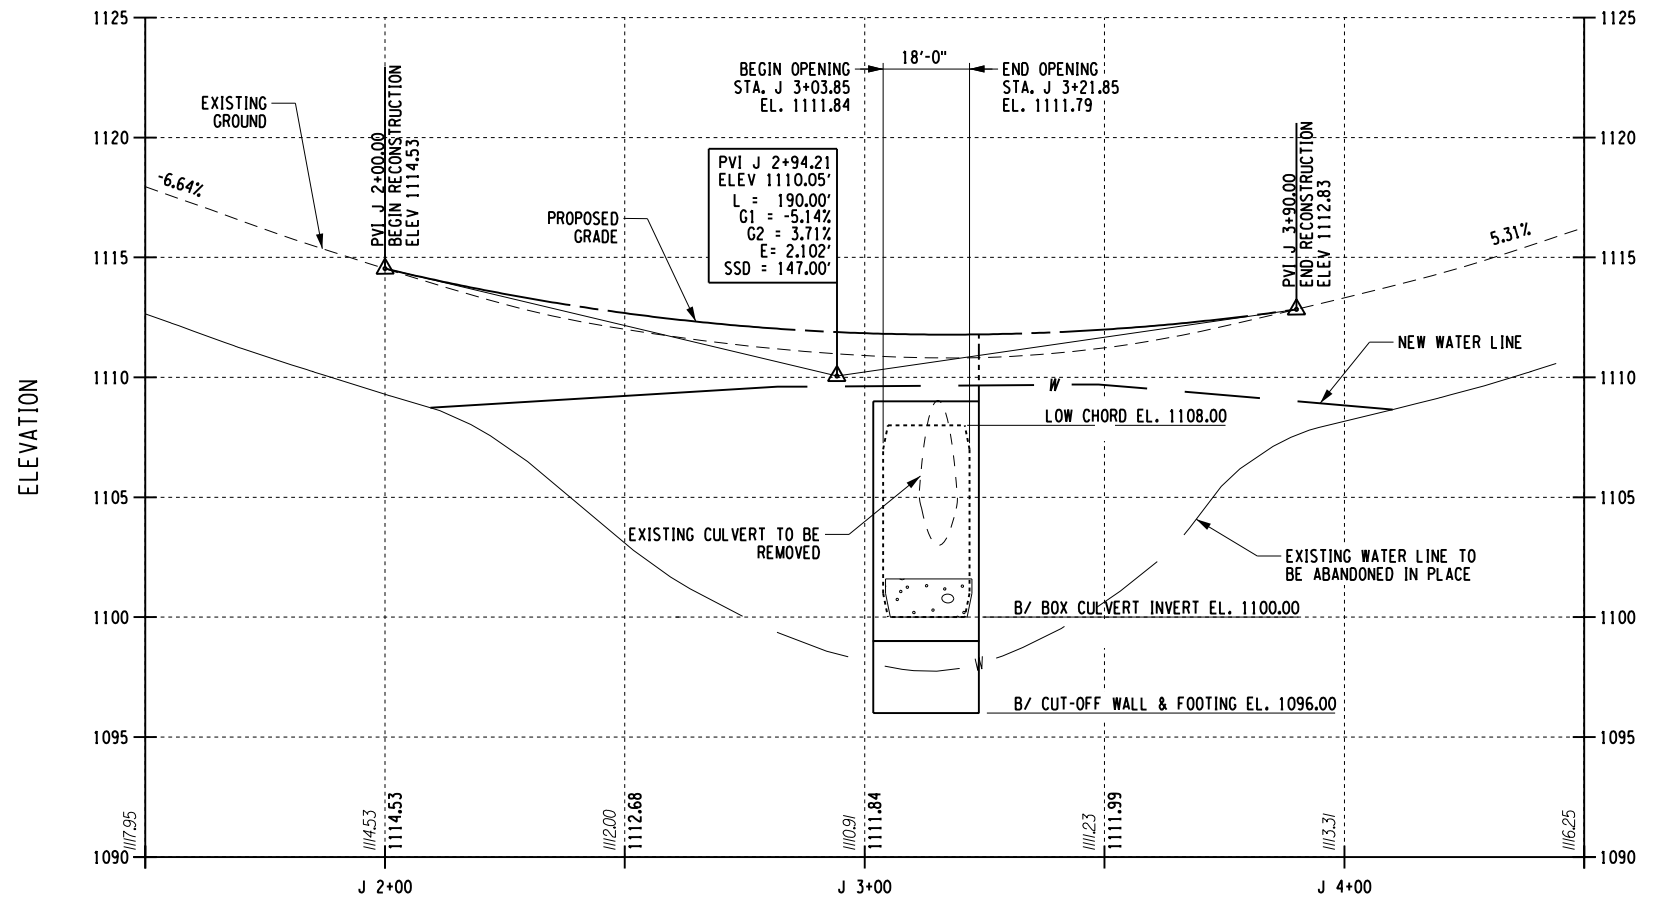 ELEVATION
1125
1120
1115
1110
1105
1100
1095
1090
1125
1120
1115
1110
1105
1100
1095
1090
EXISTING
GROUND
-6.64%
PVI J 2+00.00
BEGIN RECONSTRUCTION
ELEV 1114.53
PROPOSED
GRADE
PVI J 2+94.21
ELEV 1110.05'
L = 190.00'
G1 = -5.14%
G2 = 3.71%
E= 2.102'
SSD = 147.00'
BEGIN OPENING
STA. J 3+03.85
EL. 1111.84
18'-0"
END OPENING
STA. J 3+21.85
EL. 1111.79
PVI J 3+90.00
END RECONSTRUCTION
ELEV 1112.83
5.31%
NEW WATER LINE
W
LOW CHORD EL. 1108.00
EXISTING CULVERT TO BE
REMOVED
EXISTING WATER LINE TO
BE ABANDONED IN PLACE
B/ BOX CULVERT INVERT EL. 1100.00
W
B/ CUT-OFF WALL & FOOTING EL. 1096.00
1117.95
1114.53
1114.53
1112.00
1112.68
1110.91
1111.84
1111.23
1111.99
1113.31
1116.25
J 2+00
J 3+00
J 4+00